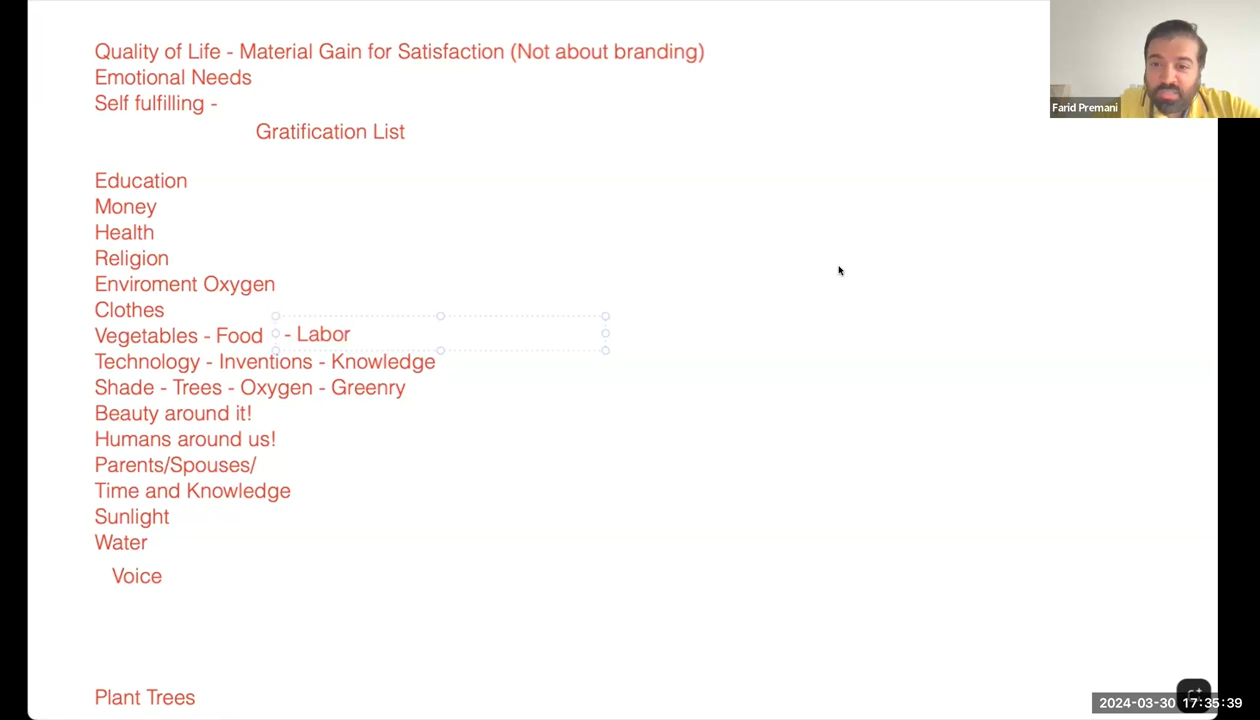 Quality of Life - Material Gain for Satisfaction (Not about branding)
Emotional Needs
Self fulfilling -
Gratification List
Farid Premani
Education
Money
Health
Religion
Enviroment Oxygen
Clothes
Vegetables - Food - Labor
Technology - Inventions - Knowledge
Shade - Trees - Oxygen - Greenry
Beauty around it!
Humans around us!
Parents/Spouses/
Time and Knowledge
Sunlight
Water
Voice
Plant Trees
2024-03-30 17:35:39